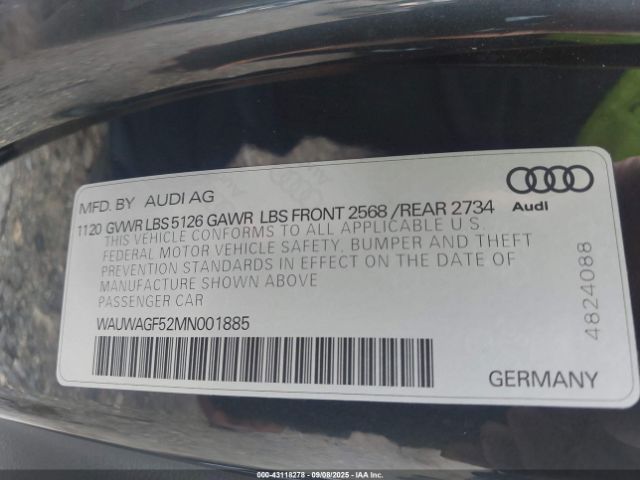 MFD. BY AUDI AG
1120 GVWR LBS 5126 GAWR LBS FRONT 2568 / REAR 2734
Audi
THIS VEHICLE CONFORMS TO ALL APPLICABLE U.S.
FEDERAL MOTOR VEHICLE SAFETY, BUMPER AND THEFT
PREVENTION STANDARDS IN EFFECT ON THE DATE OF
MANUFACTURE SHOWN ABOVE
PASSENGER CAR
WAUWAGF52MN001885
4824088
GERMANY
000-43118278 - 09/08/2025 - IAA Inc.